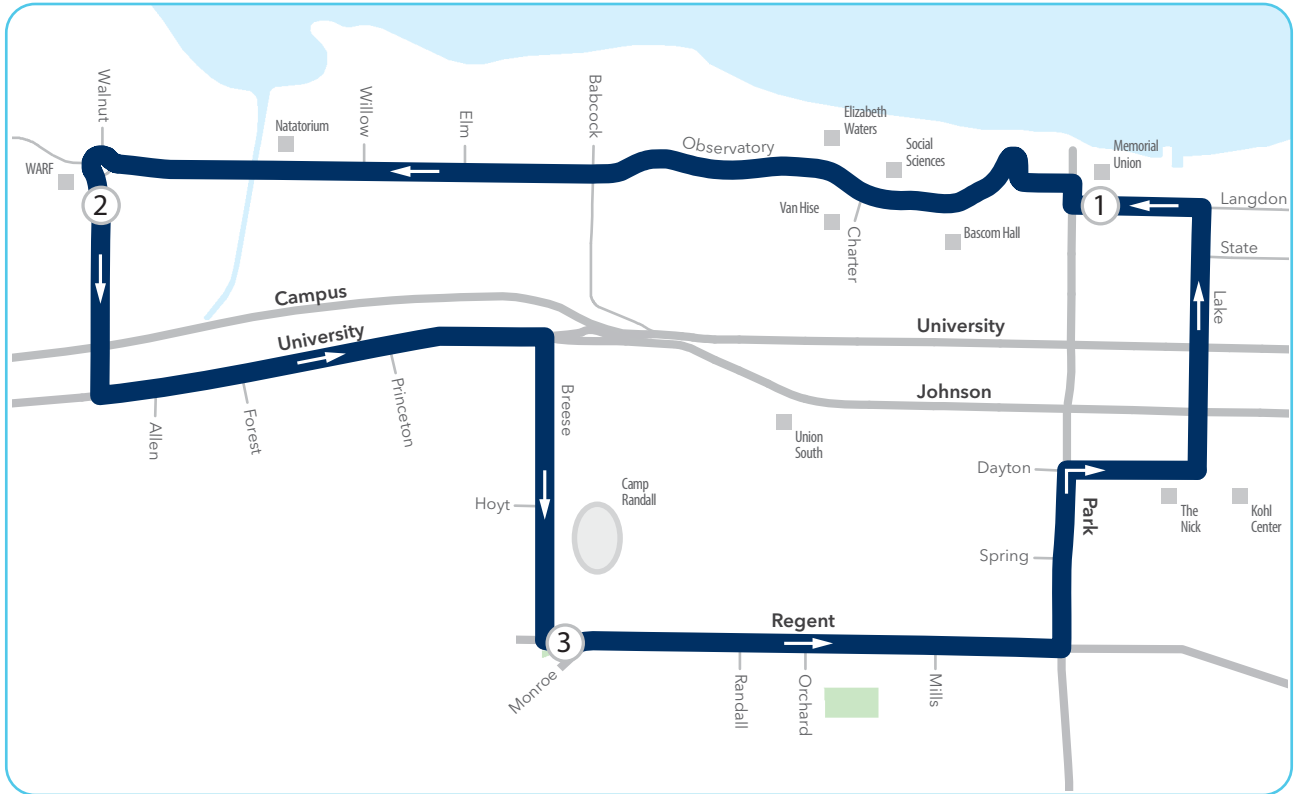 Walnut
WARF
2
Natatorium
Willow
Elm
Babcock
Observatory
Elizabeth
Waters
Social
Sciences
Van Hise
Charter
Bascom Hall
Memorial
Union
1
Langdon
State
Lake
Campus
University
University
Johnson
Allen
Forest
Princeton
Breese
Union
South
Hoyt
Camp
Randall
Dayton
Park
The
Nick
Kohl
Center
Spring
3
Monroe
Regent
Randall
Orchard
Mills